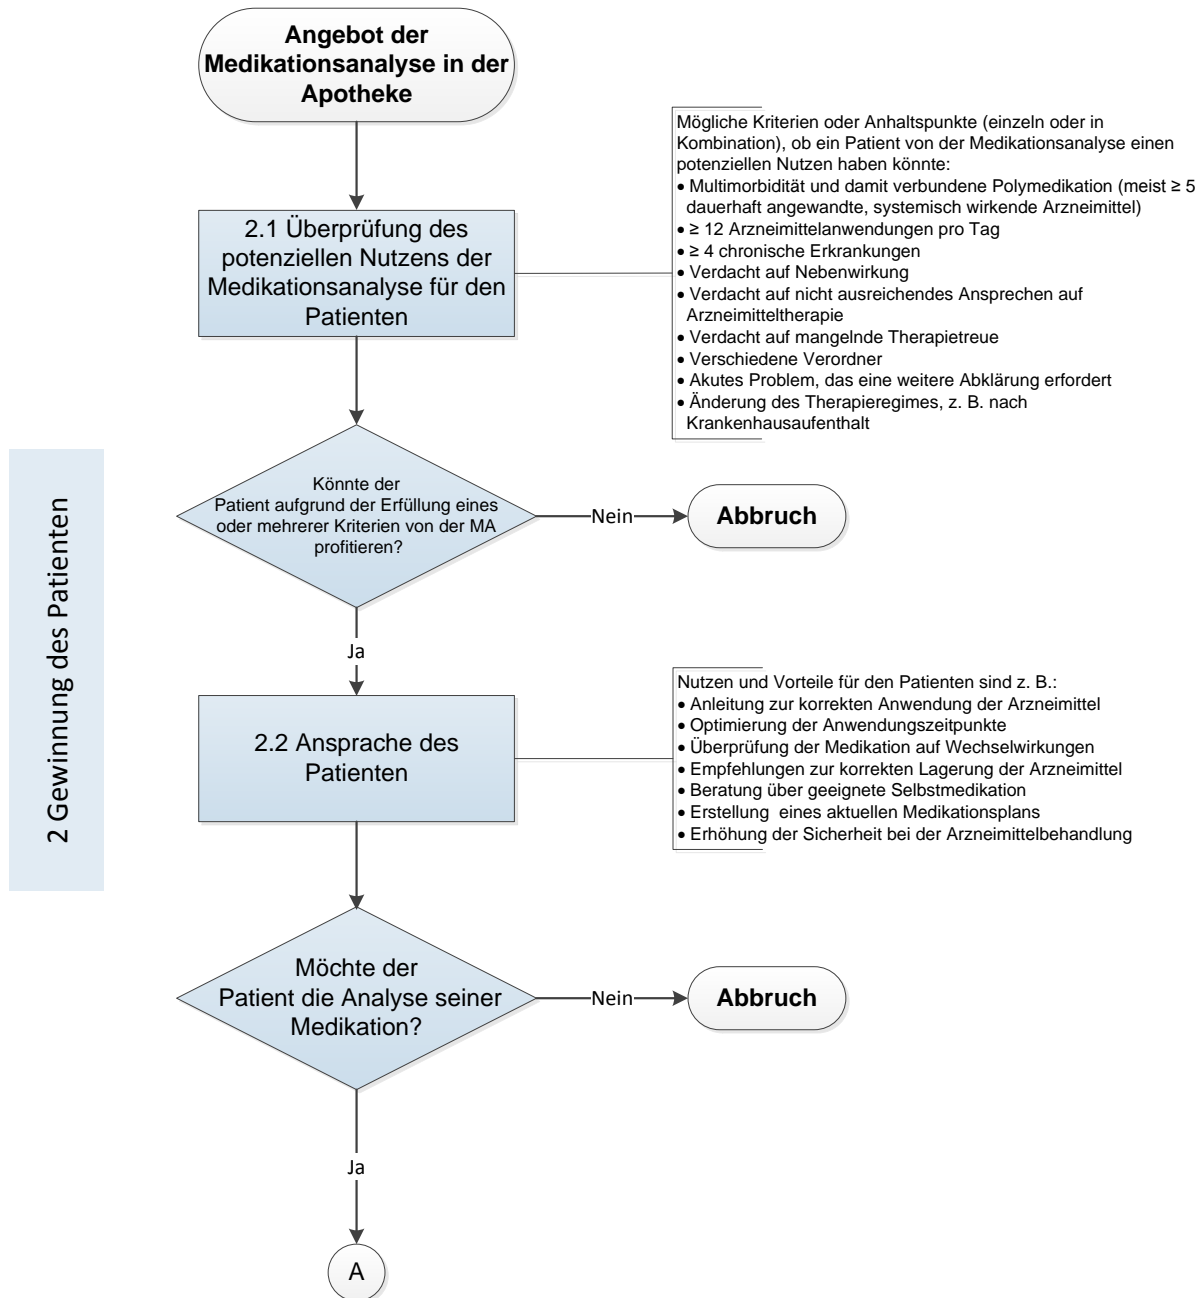 Angebot der
Medikationsanalyse in der
Apotheke
Mögliche Kriterien oder Anhaltspunkte (einzeln oder in
Kombination), ob ein Patient von der Medikationsanalyse einen
potenziellen Nutzen haben könnte:
• Multimorbidität und damit verbundene Polymedikation (meist ≥ 5
dauerhaft angewandte, systemisch wirkende Arzneimittel)
• ≥ 12 Arzneimittelanwendungen pro Tag
• ≥ 4 chronische Erkrankungen
• Verdacht auf Nebenwirkung
• Verdacht auf nicht ausreichendes Ansprechen auf
Arzneimitteltherapie
• Verdacht auf mangelnde Therapietreue
• Verschiedene Verordner
• Akutes Problem, das eine weitere Abklärung erfordert
• Änderung des Therapieregimes, z. B. nach
Krankenhausaufenthalt
2.1 Überprüfung des
potenziellen Nutzens der
Medikationsanalyse für den
Patienten
2 Gewinnung des Patienten
Könnte der
Patient aufgrund der Erfüllung eines
oder mehrerer Kriterien von der MA
profitieren?
Nein
Abbruch
Ja
2.2 Ansprache des
Patienten
Nutzen und Vorteile für den Patienten sind z. B.:
• Anleitung zur korrekten Anwendung der Arzneimittel
• Optimierung der Anwendungszeitpunkte
• Überprüfung der Medikation auf Wechselwirkungen
• Empfehlungen zur korrekten Lagerung der Arzneimittel
• Beratung über geeignete Selbstmedikation
• Erstellung  eines aktuellen Medikationsplans
• Erhöhung der Sicherheit bei der Arzneimittelbehandlung
Möchte der
Patient die Analyse seiner
Medikation?
Nein
Abbruch
Ja
A